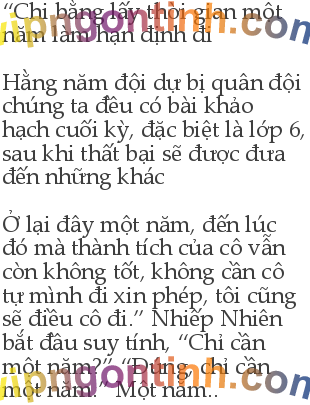 “Chi bằng lấy thời gian một
năm làm hạn định đi
vipngontinh.com
Hằng năm đội dự bị quân đội
chúng ta đều có bài khảo
hạch cuối kỳ, đặc biệt là lớp 6,
sau khi thất bại sẽ được đưa
đến những khác
Ở lại đây một năm, đến lúc
đó mà thành tích của cô vẫn
còn không tốt, không cần cô
tự mình đi xin phép, tôi cũng
sẽ điều cô đi.” Nhiếp Nhiên
bắt đầu suy tính, “Chỉ cần
một năm?” “Đúng, chỉ cần
một năm.” Một năm..
vipngontinh.com